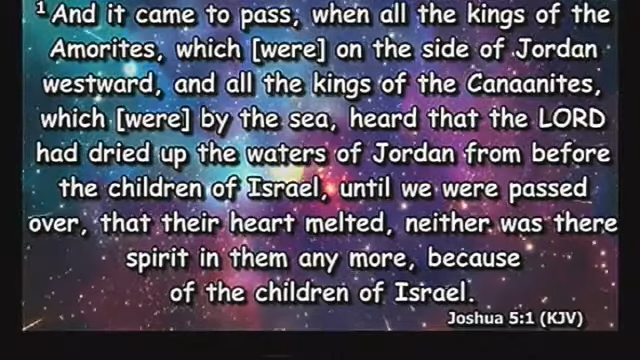 1 And it came to pass, when all the kings of the
Amorites, which [were] on the side of Jordan
westward, and all the kings of the Canaanites,
which [were] by the sea, heard that the LORD
had dried up the waters of Jordan from before
the children of Israel, until we were passed
over, that their heart melted, neither was there
spirit in them any more, because
of the children of Israel.
Joshua 5:1 (KJV)